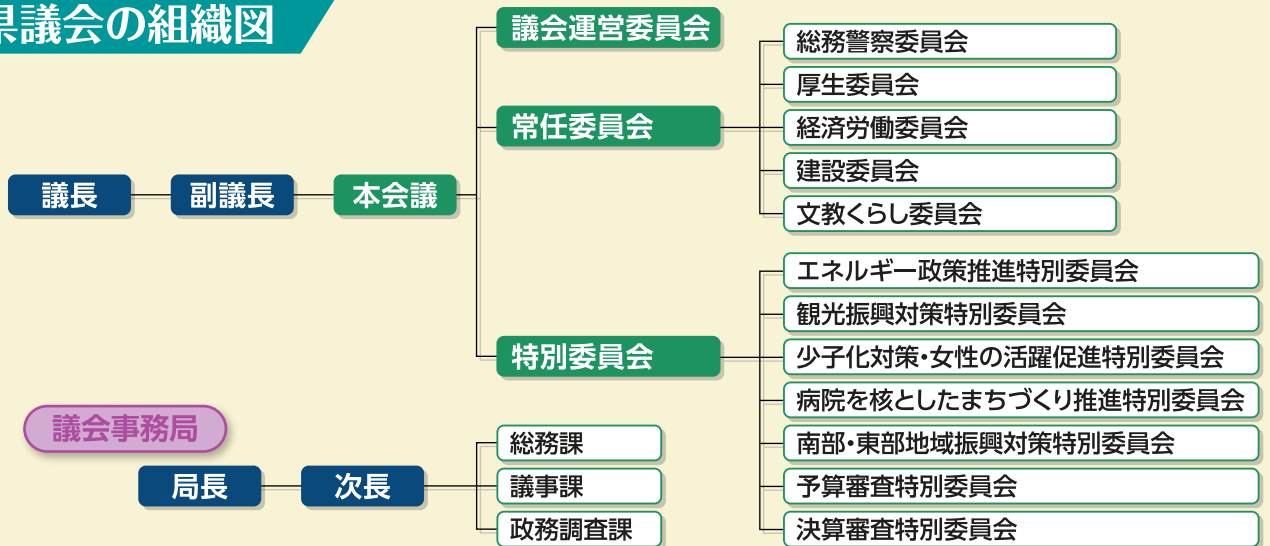 県議会の組織図
議長
副議長
本会議
議会運営委員会
常任委員会
総務警察委員会
厚生委員会
経済労働委員会
建設委員会
文教くらし委員会
特別委員会
エネルギー政策推進特別委員会
観光振興対策特別委員会
少子化対策・女性の活躍促進特別委員会
病院を核としたまちづくり推進特別委員会
南部・東部地域振興対策特別委員会
予算審査特別委員会
決算審査特別委員会
議会事務局
局長
次長
総務課
議事課
政務調査課